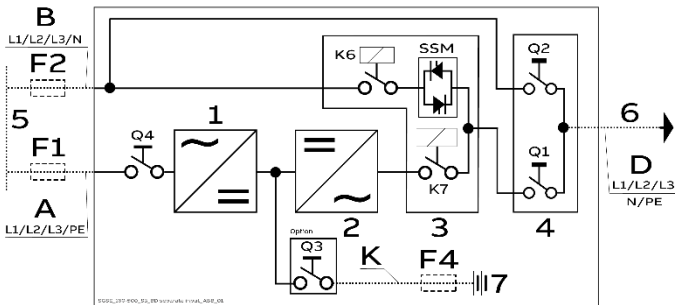 B
L1/L2/L3/N
F2
5
F1
A
L1/L2/L3/PE
K6
SSM
Q2
Q4
1
K7
Q1
2
3
4
6
D
L1/L2/L3
N/PE
Option
Q3
K
F4
7